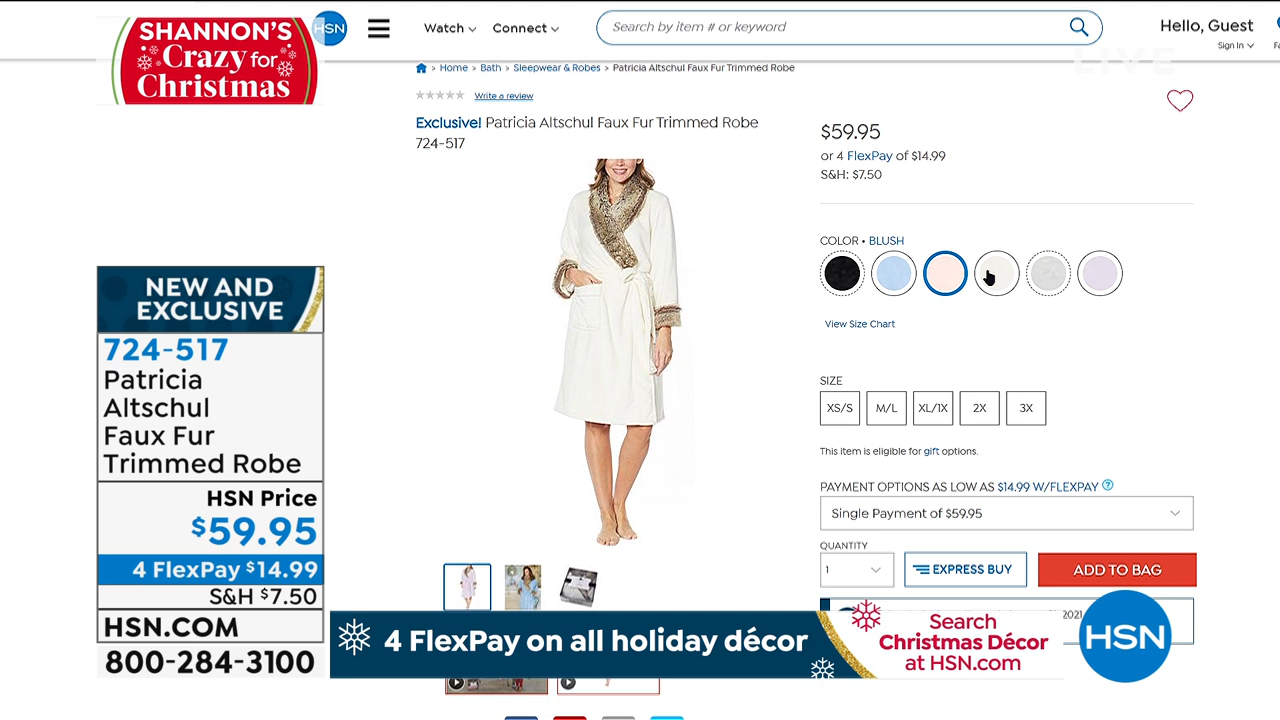 SHANNON'S
Crazy for
Christmas
HSN
Watch
Connect
Search by item # or keyword
Hello, Guest
Sign In
LIVE
> Home > Bath > Sleepwear & Robes > Patricia Altschul Faux Fur Trimmed Robe
Write a review
Exclusive! Patricia Altschul Faux Fur Trimmed Robe
724-517
$59.95
or 4 FlexPay of $14.99
S&H: $7.50
COLOR • BLUSH
View Size Chart
SIZE
XS/S M/L XL/1X 2X 3X
This item is eligible for gift options.
PAYMENT OPTIONS AS LOW AS $14.99 W/FLEXPAY ?
Single Payment of $59.95
QUANTITY
1
EXPRESS BUY
ADD TO BAG
2021
NEW AND
EXCLUSIVE
724-517
Patricia
Altschul
Faux Fur
Trimmed Robe
HSN Price
$59.95
4 FlexPay $14.99
S&H $7.50
HSN.COM
800-284-3100
4 FlexPay on all holiday décor
Search
Christmas Décor
at HSN.com
HSN